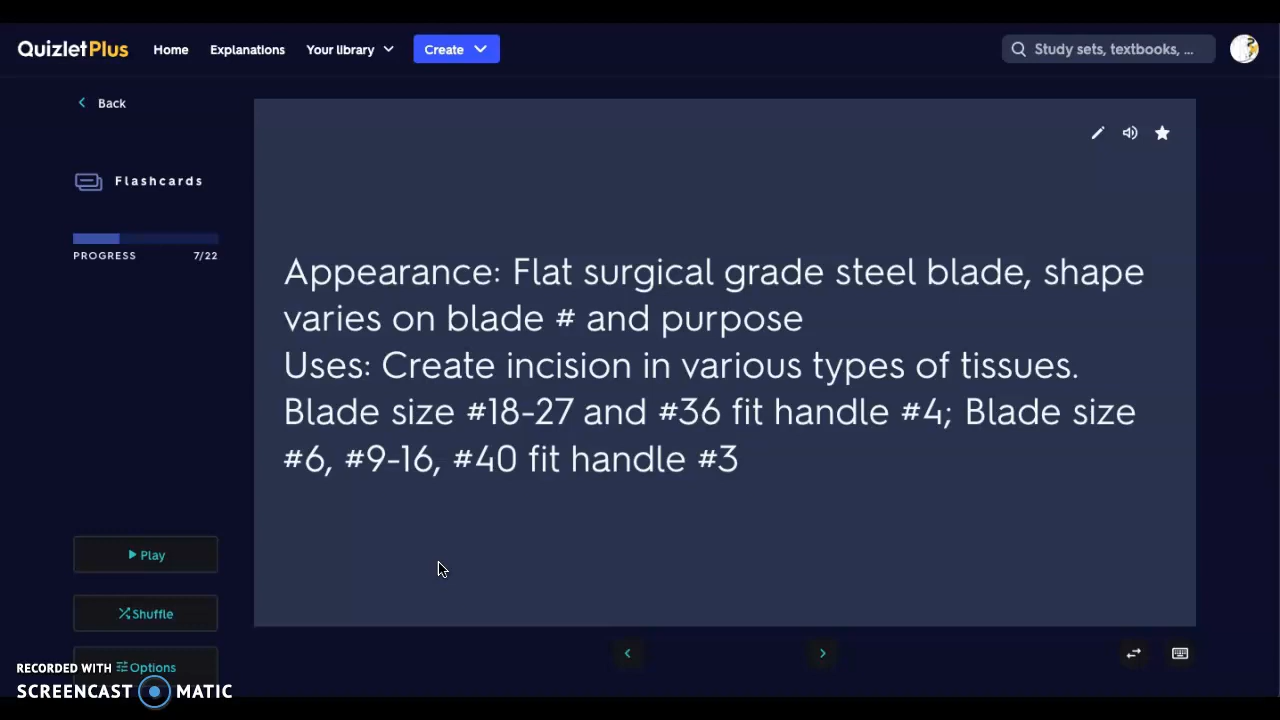 QuizletPlus Home Explanations Your library Create Study sets, textbooks, ...
Back
Flashcards
PROGRESS 7/22
Appearance: Flat surgical grade steel blade, shape
varies on blade # and purpose
Uses: Create incision in various types of tissues.
Blade size #18-27 and #36 fit handle #4; Blade size
#6, #9-16, #40 fit handle #3
Play
Shuffle
Options
RECORDED WITH
SCREENCAST MATIC